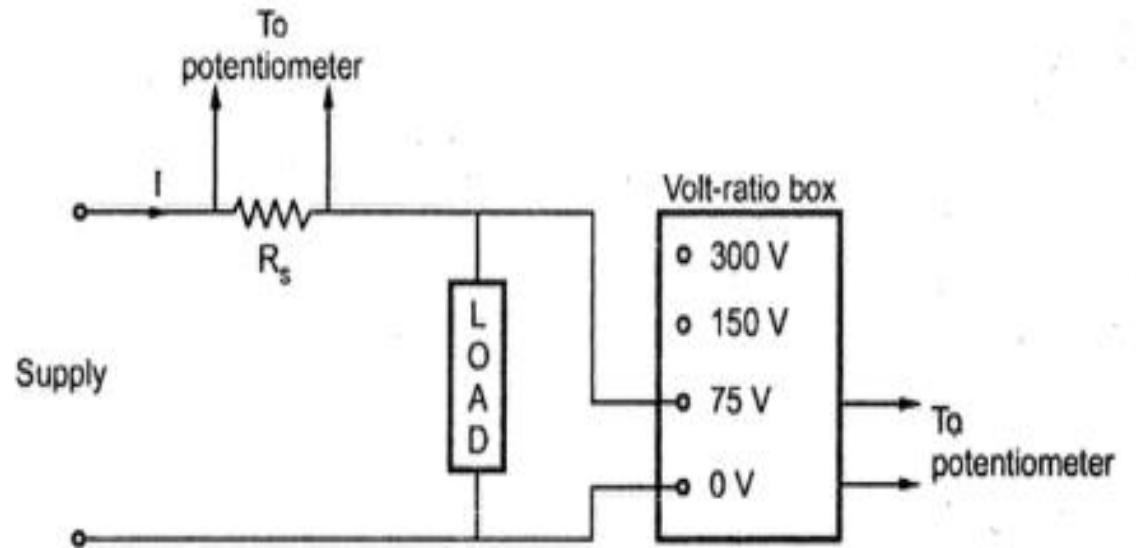 To
potentiometer
I
Rs
Volt-ratio box
300 V
150 V
75 V
0 V
L
O
A
D
Supply
To
potentiometer